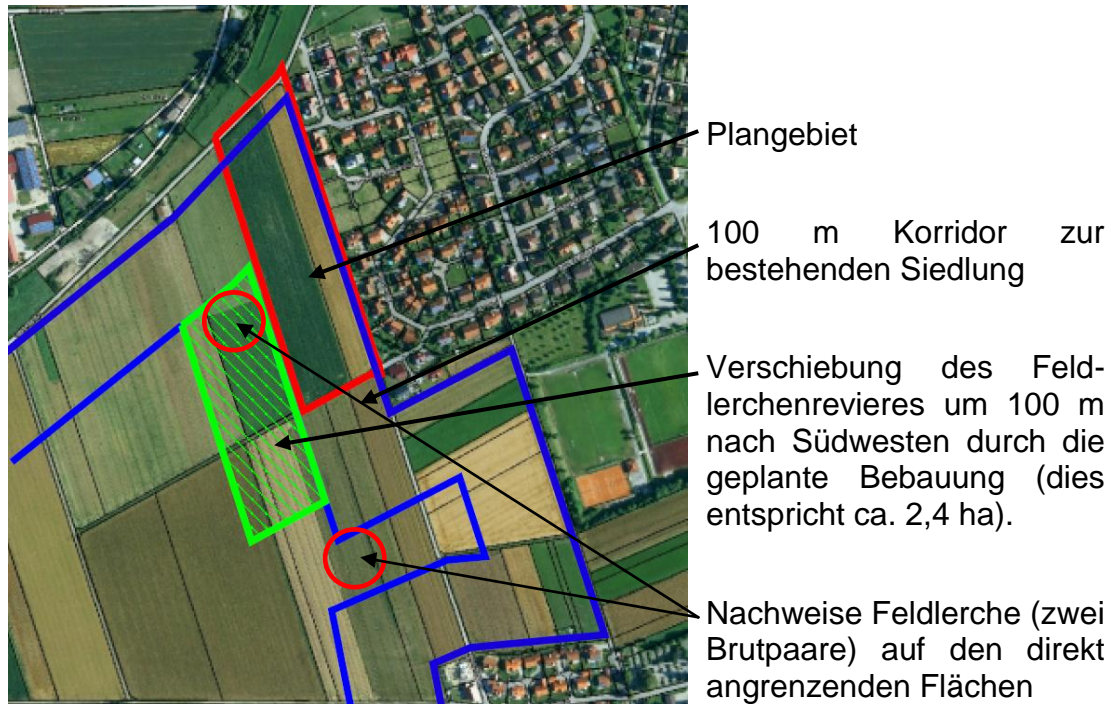 Plangebiet
100 m Korridor zur
bestehenden Siedlung
Verschiebung des Feld-
lerchenrevieres um 100 m
nach Südwesten durch die
geplante Bebauung (dies
entspricht ca. 2,4 ha).
Nachweise Feldlerche (zwei
Brutpaare) auf den direkt
angrenzenden Flächen